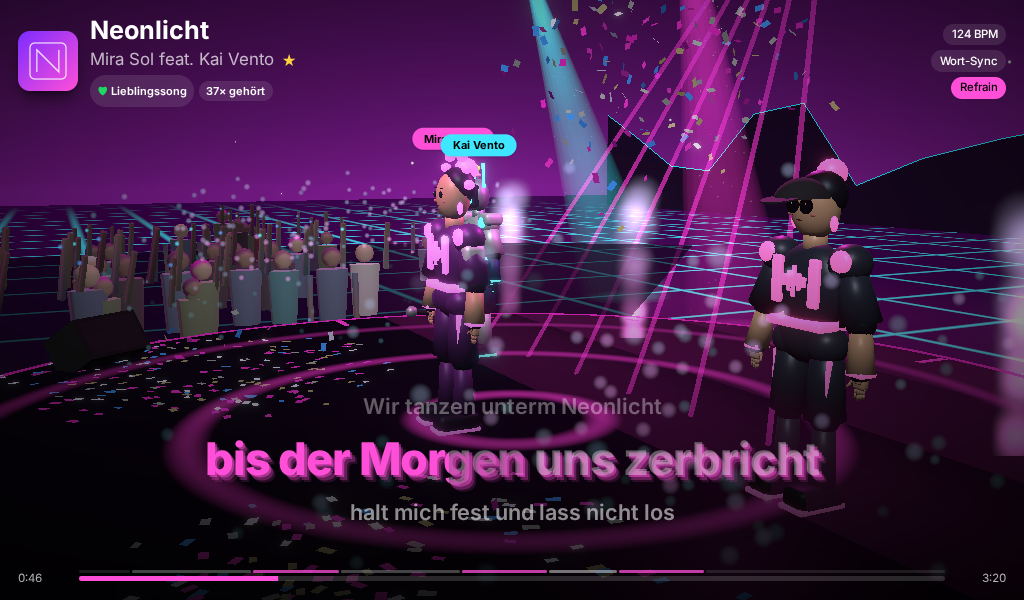 Neonlicht
Mira Sol feat. Kai Vento ★
Lieblingssong
37× gehört
124 BPM
Wort-Sync
Refrain
Kai Vento
Wir tanzen unterm Neonlicht
bis der Morgen uns zerbricht
halt mich fest und lass nicht los
0:46
3:20